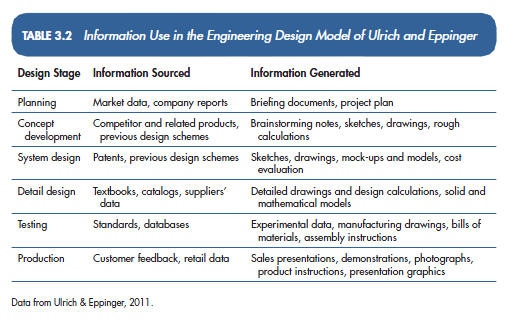 TABLE 3.2 Information Use in the Engineering Design Model of Ulrich and Eppinger
Design Stage Information Sourced Information Generated
Planning Market data, company reports Briefing documents, project plan
Concept development Competitor and related products, previous design schemes Brainstorming notes, sketches, drawings, rough calculations
System design Patents, previous design schemes Sketches, drawings, mock-ups and models, cost evaluation
Detail design Textbooks, catalogs, suppliers' data Detailed drawings and design calculations, solid and mathematical models
Testing Standards, databases Experimental data, manufacturing drawings, bills of materials, assembly instructions
Production Customer feedback, retail data Sales presentations, demonstrations, photographs, product instructions, presentation graphics
Data from Ulrich & Eppinger, 2011.